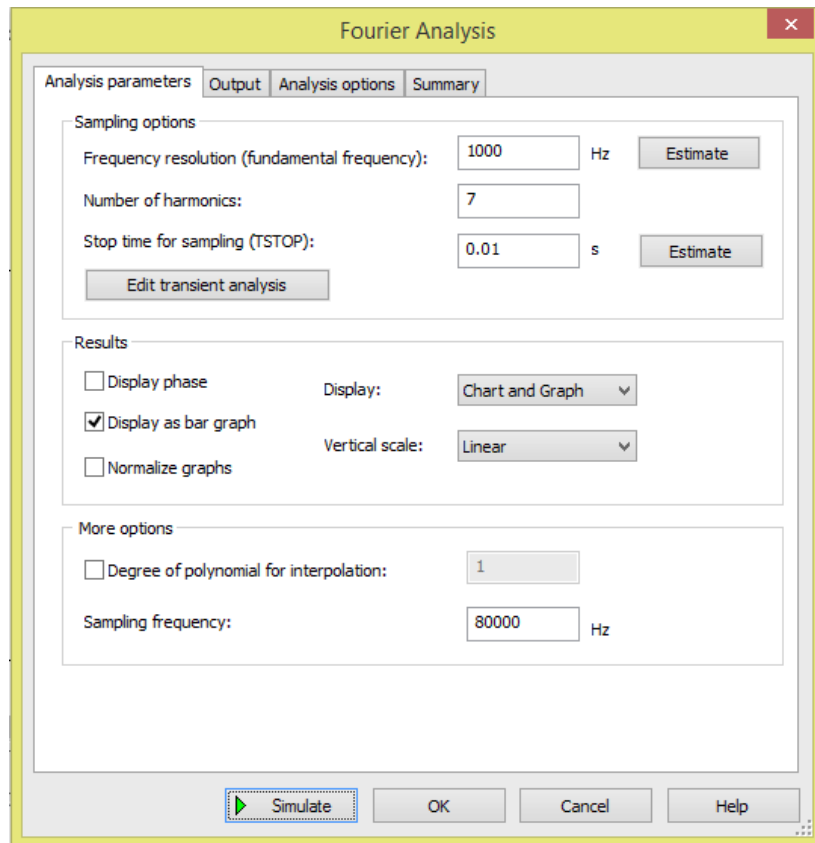 Fourier Analysis
Analysis parameters Output Analysis options Summary
Sampling options
Frequency resolution (fundamental frequency): 1000 Hz Estimate
Number of harmonics: 7
Stop time for sampling (TSTOP): 0.01 s Estimate
Edit transient analysis
Results
Display phase Display: Chart and Graph
Display as bar graph
Vertical scale: Linear
Normalize graphs
More options
Degree of polynomial for interpolation: 1
Sampling frequency: 80000 Hz
Simulate OK Cancel Help